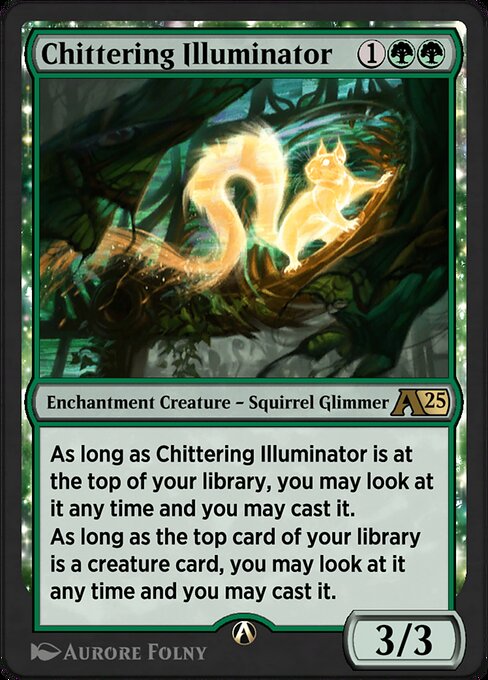 Chittering Illuminator 1
Enchantment Creature – Squirrel Glimmer A25
As long as Chittering Illuminator is at
the top of your library, you may look at
it any time and you may cast it.
As long as the top card of your library
is a creature card, you may look at it
any time and you may cast it.
3/3
Aurore Folny